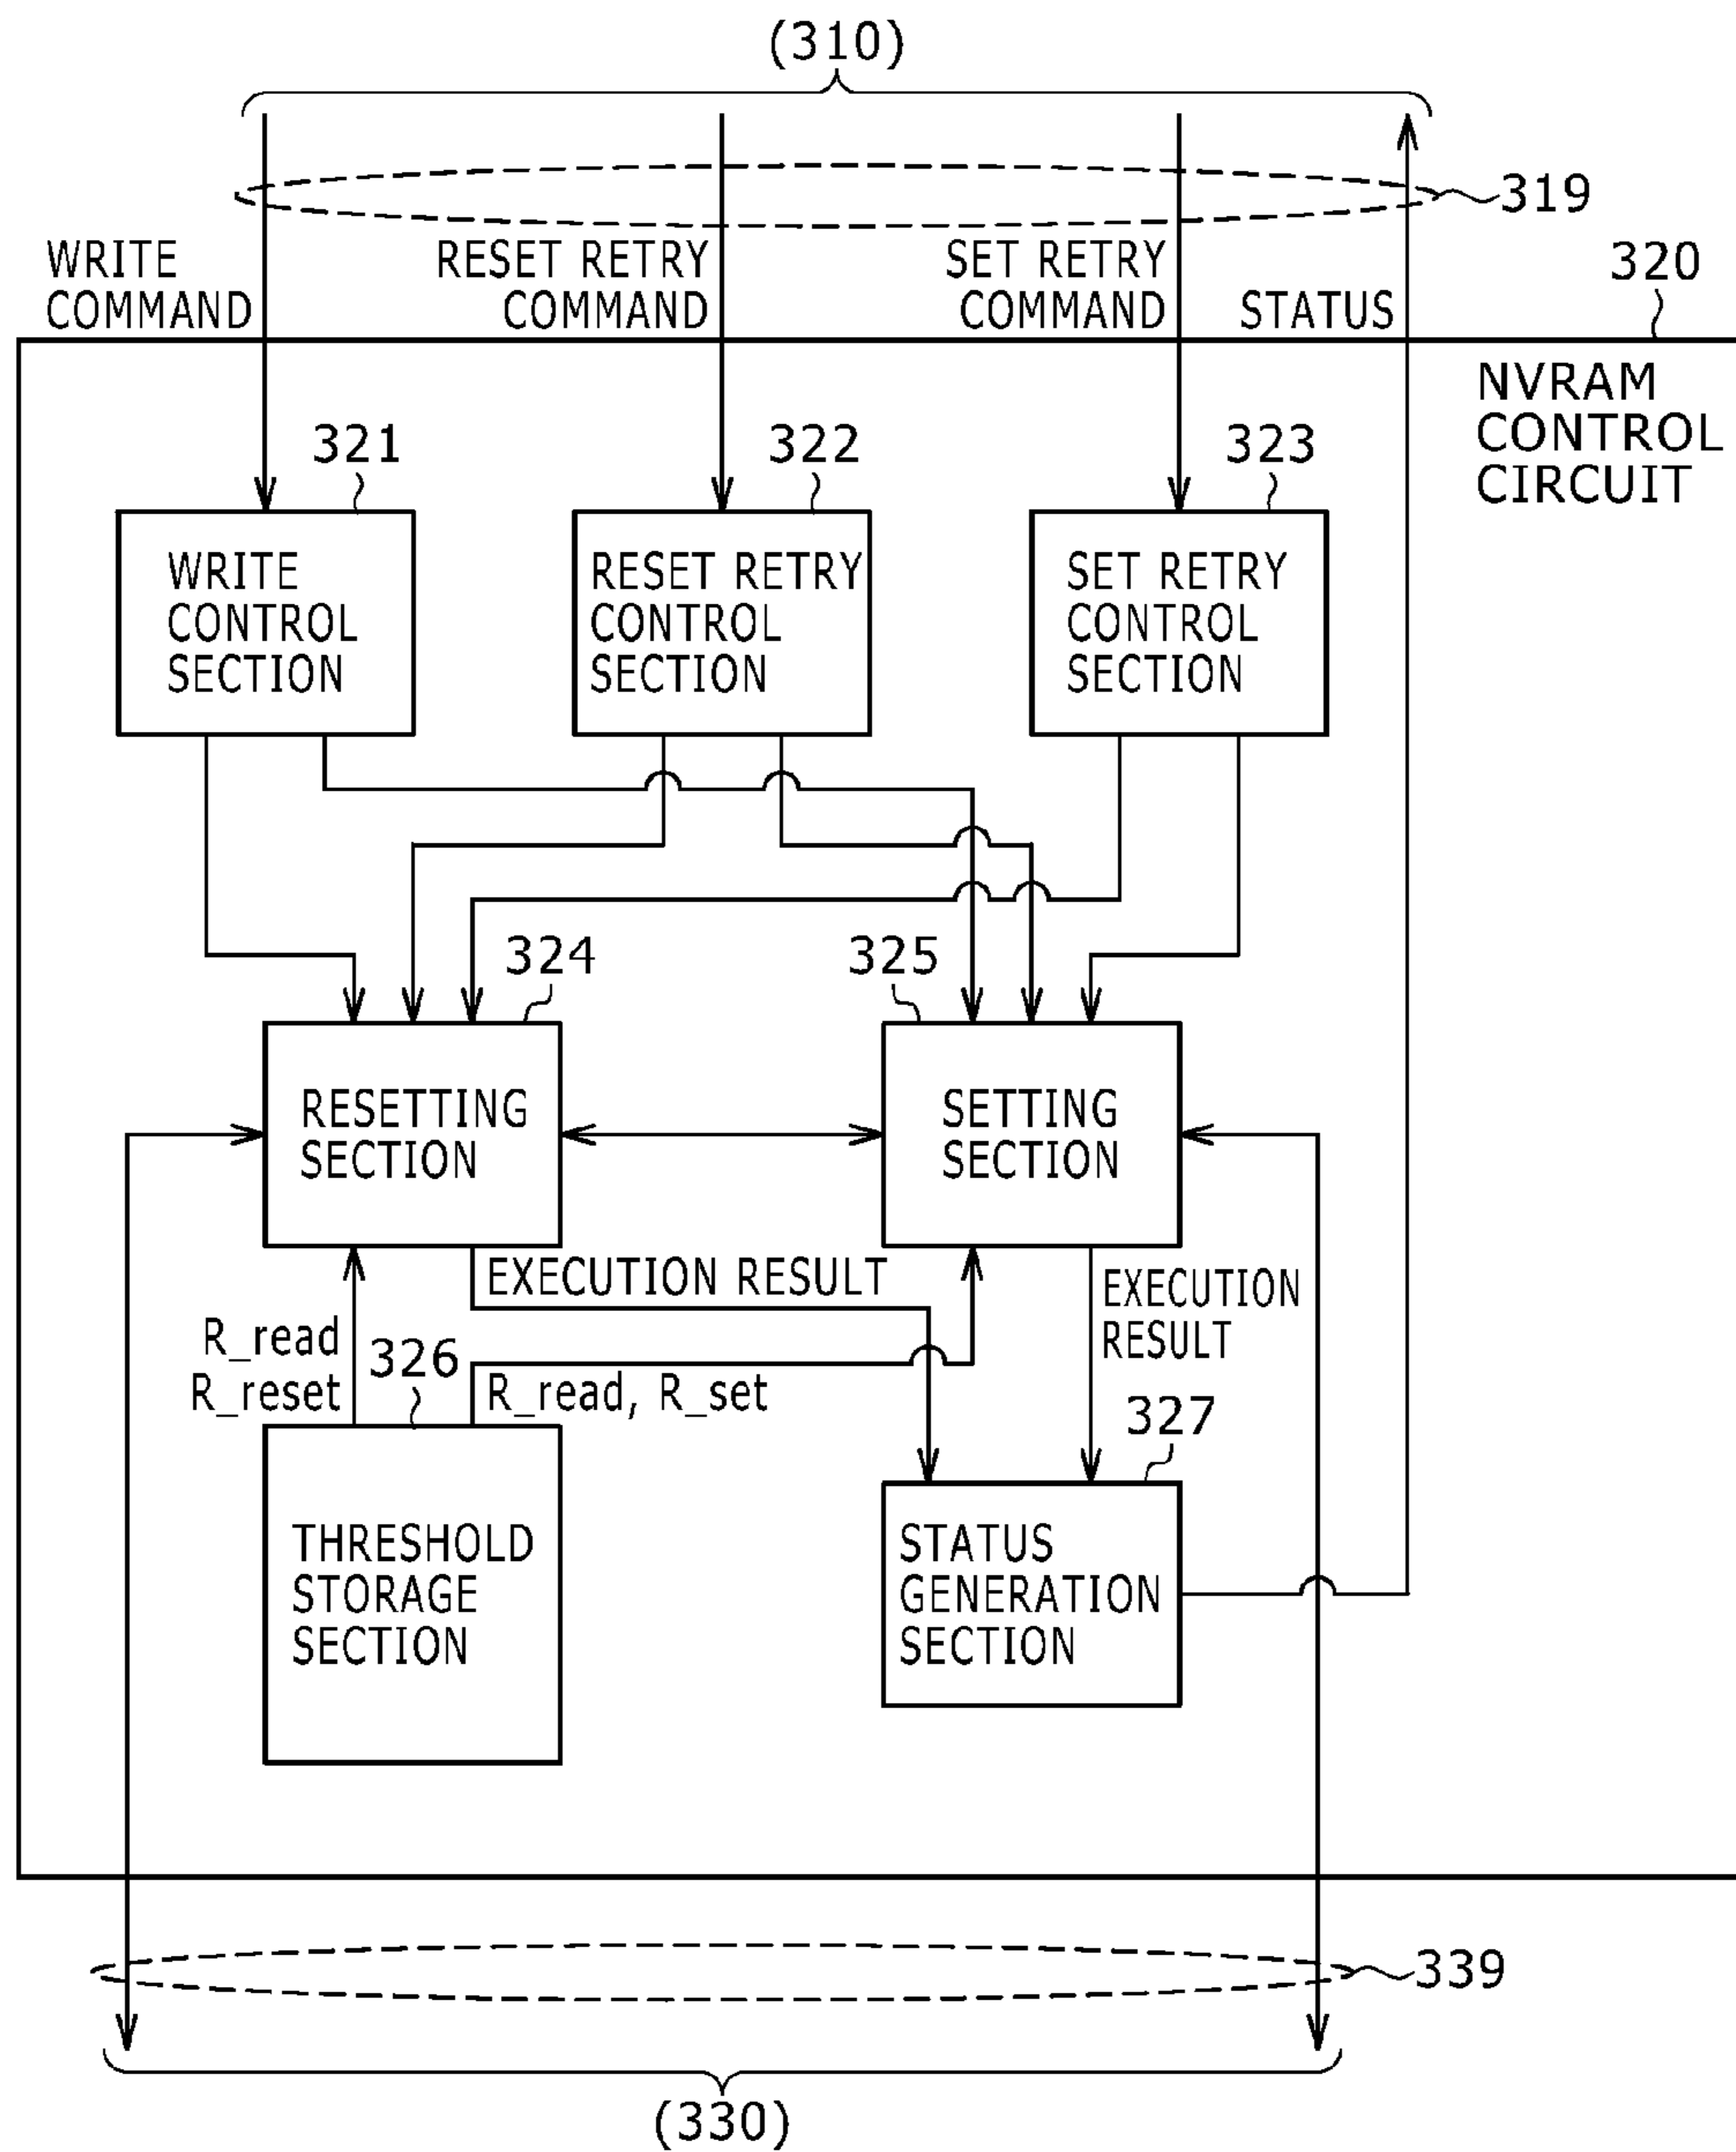 (310)
319
WRITE
COMMAND
RESET RETRY
COMMAND
SET RETRY
COMMAND
STATUS
320
NVRAM
CONTROL
CIRCUIT
321
322
323
WRITE
CONTROL
SECTION
RESET RETRY
CONTROL
SECTION
SET RETRY
CONTROL
SECTION
324
325
RESETTING
SECTION
SETTING
SECTION
EXECUTION RESULT
EXECUTION
RESULT
R_read
R_reset
326
R_read, R_set
327
THRESHOLD
STORAGE
SECTION
STATUS
GENERATION
SECTION
339
(330)